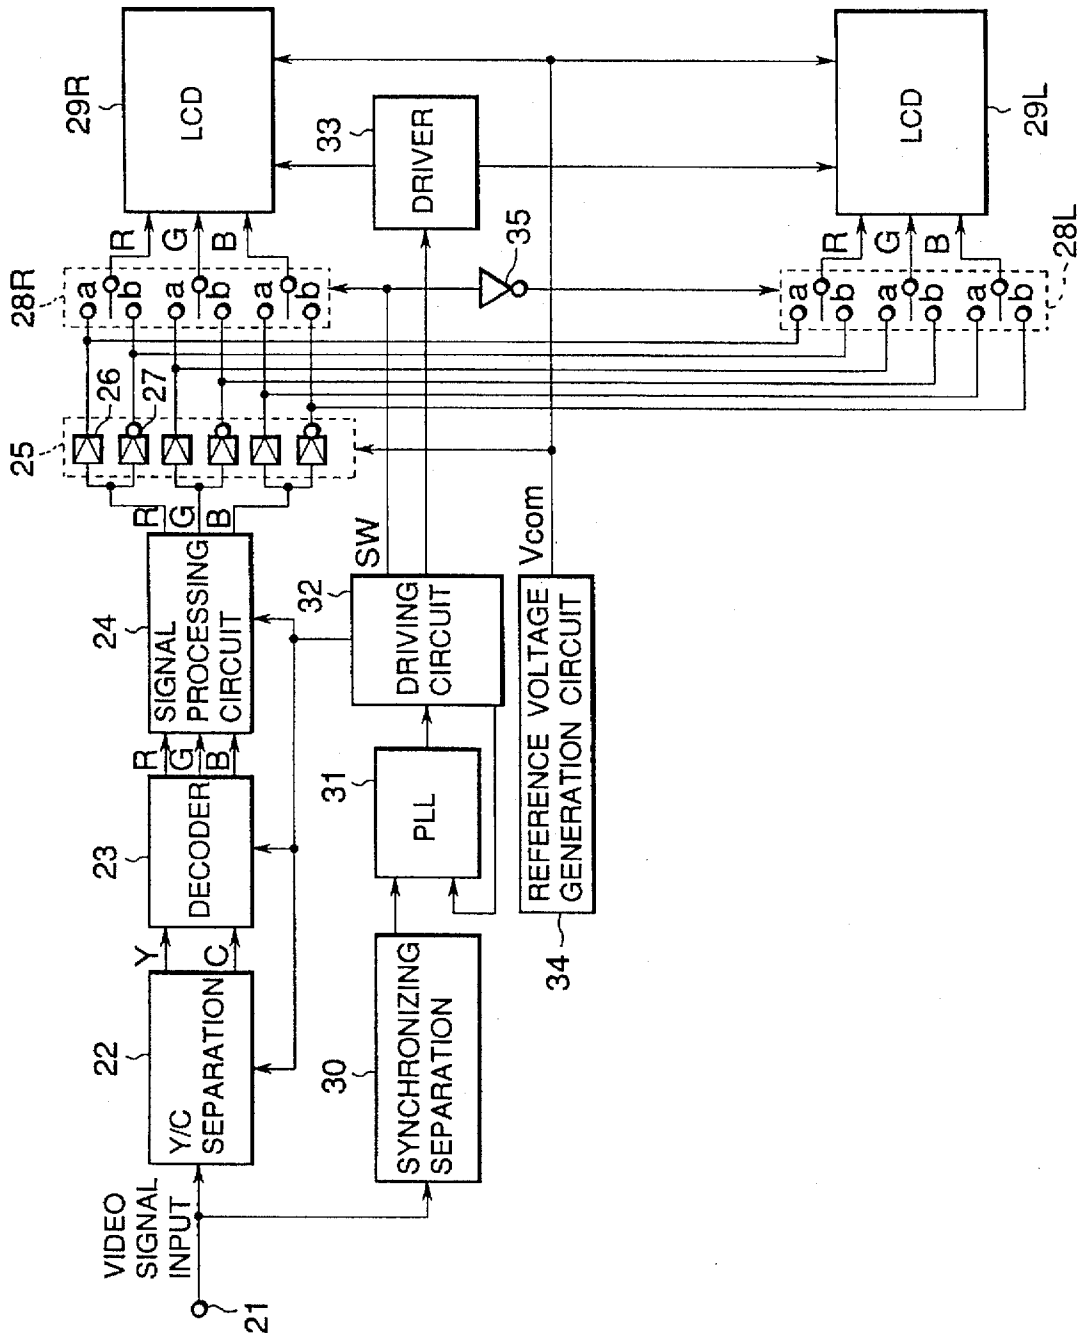 VIDEO
SIGNAL
INPUT
21
22
Y/C
SEPARATION
Y
C
23
DECODER
R
G
B
24
SIGNAL
PROCESSING
CIRCUIT
R
G
B
25
26
27
28R
a
b
a
b
a
b
R
G
B
29R
LCD
30
SYNCHRONIZING
SEPARATION
31
PLL
32
DRIVING
CIRCUIT
SW
33
DRIVER
35
34
REFERENCE VOLTAGE
GENERATION CIRCUIT
Vcom
28L
a
b
a
b
a
b
R
G
B
29L
LCD